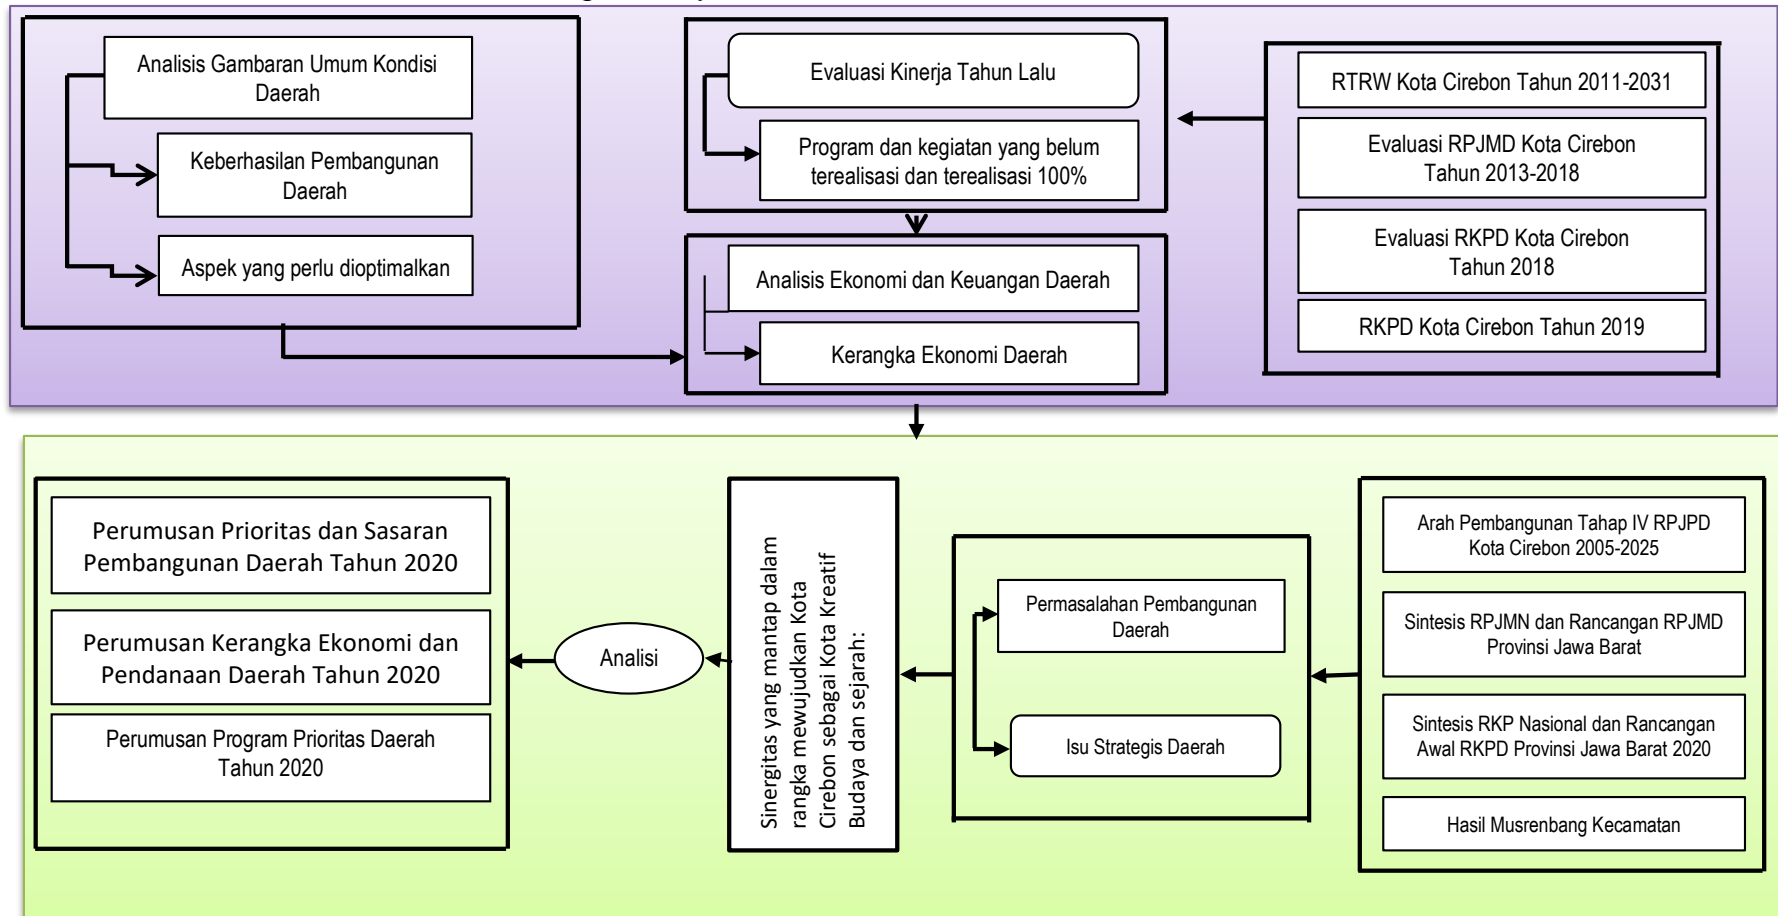 Analisis Gambaran Umum Kondisi
Daerah
Keberhasilan Pembangunan
Daerah
Aspek yang perlu dioptimalkan
Evaluasi Kinerja Tahun Lalu
Program dan kegiatan yang belum
terealisasi dan terealisasi 100%
Analisis Ekonomi dan Keuangan Daerah
Kerangka Ekonomi Daerah
RTRW Kota Cirebon Tahun 2011-2031
Evaluasi RPJMD Kota Cirebon
Tahun 2013-2018
Evaluasi RKPD Kota Cirebon
Tahun 2018
RKPD Kota Cirebon Tahun 2019
Perumusan Prioritas dan Sasaran
Pembangunan Daerah Tahun 2020
Perumusan Kerangka Ekonomi dan
Pendanaan Daerah Tahun 2020
Perumusan Program Prioritas Daerah
Tahun 2020
Analisi
Sinergitas yang mantap dalam
rangka mewujudkan Kota
Cirebon sebagai Kota Kreatif
Budaya dan sejarah:
Permasalahan Pembangunan
Daerah
Isu Strategis Daerah
Arah Pembangunan Tahap IV RPJPD
Kota Cirebon 2005-2025
Sintesis RPJMN dan Rancangan RPJMD
Provinsi Jawa Barat
Sintesis RKP Nasional dan Rancangan
Awal RKPD Provinsi Jawa Barat 2020
Hasil Musrenbang Kecamatan